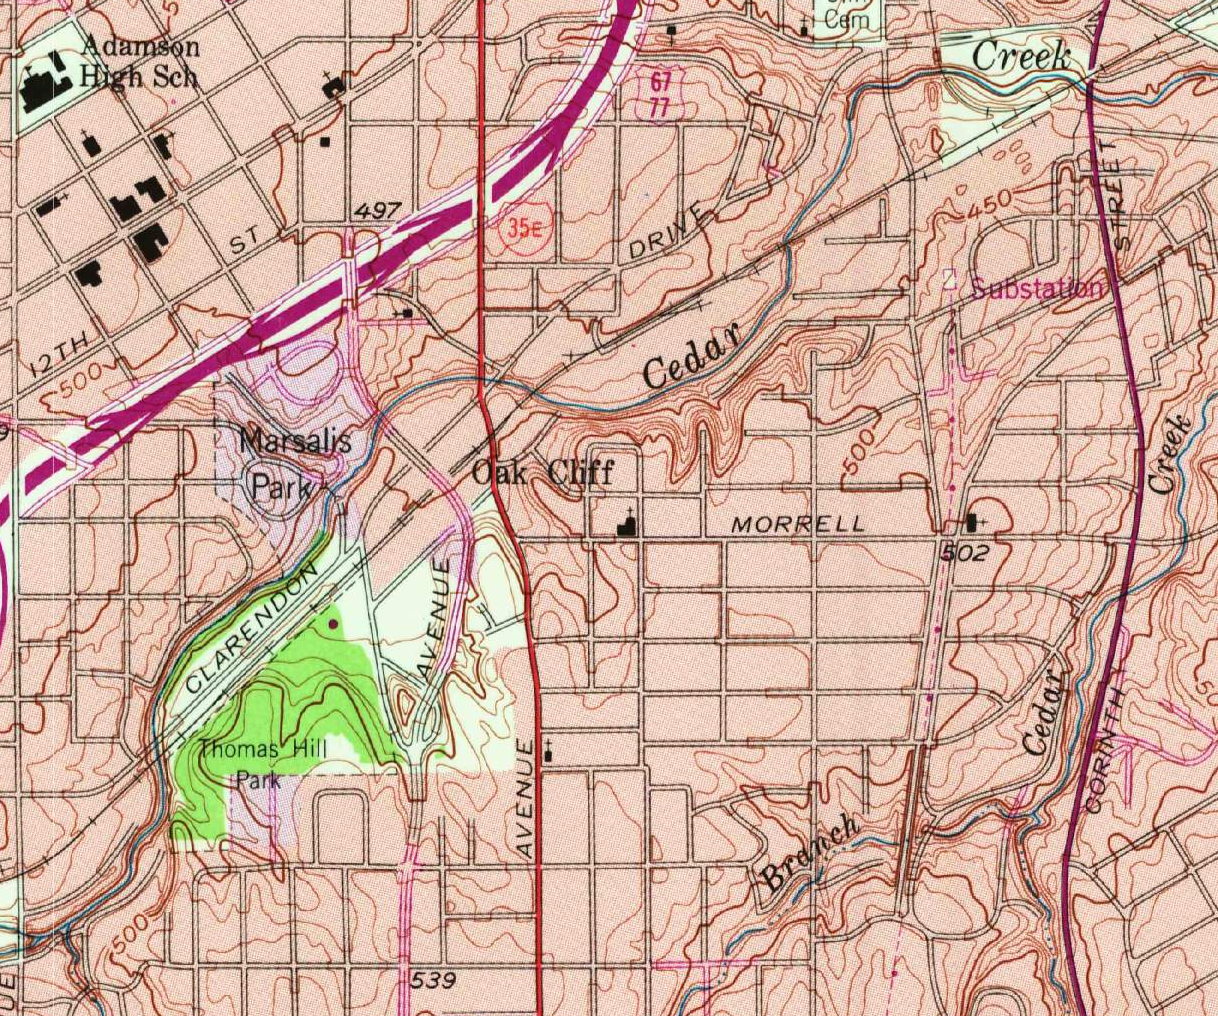 Adamson
High Sch
Cem
Creek
67
77
STREET
497
35E
ST
DRIVE
450
Substation
12TH
500
Cedar
Marsalis
Park
Oak Cliff
500
Creek
MORRELL
502
CLARENDON
AVENUE
Thomas Hill
Park
AVENUE
Cedar
CORINTH
Branch
500
539